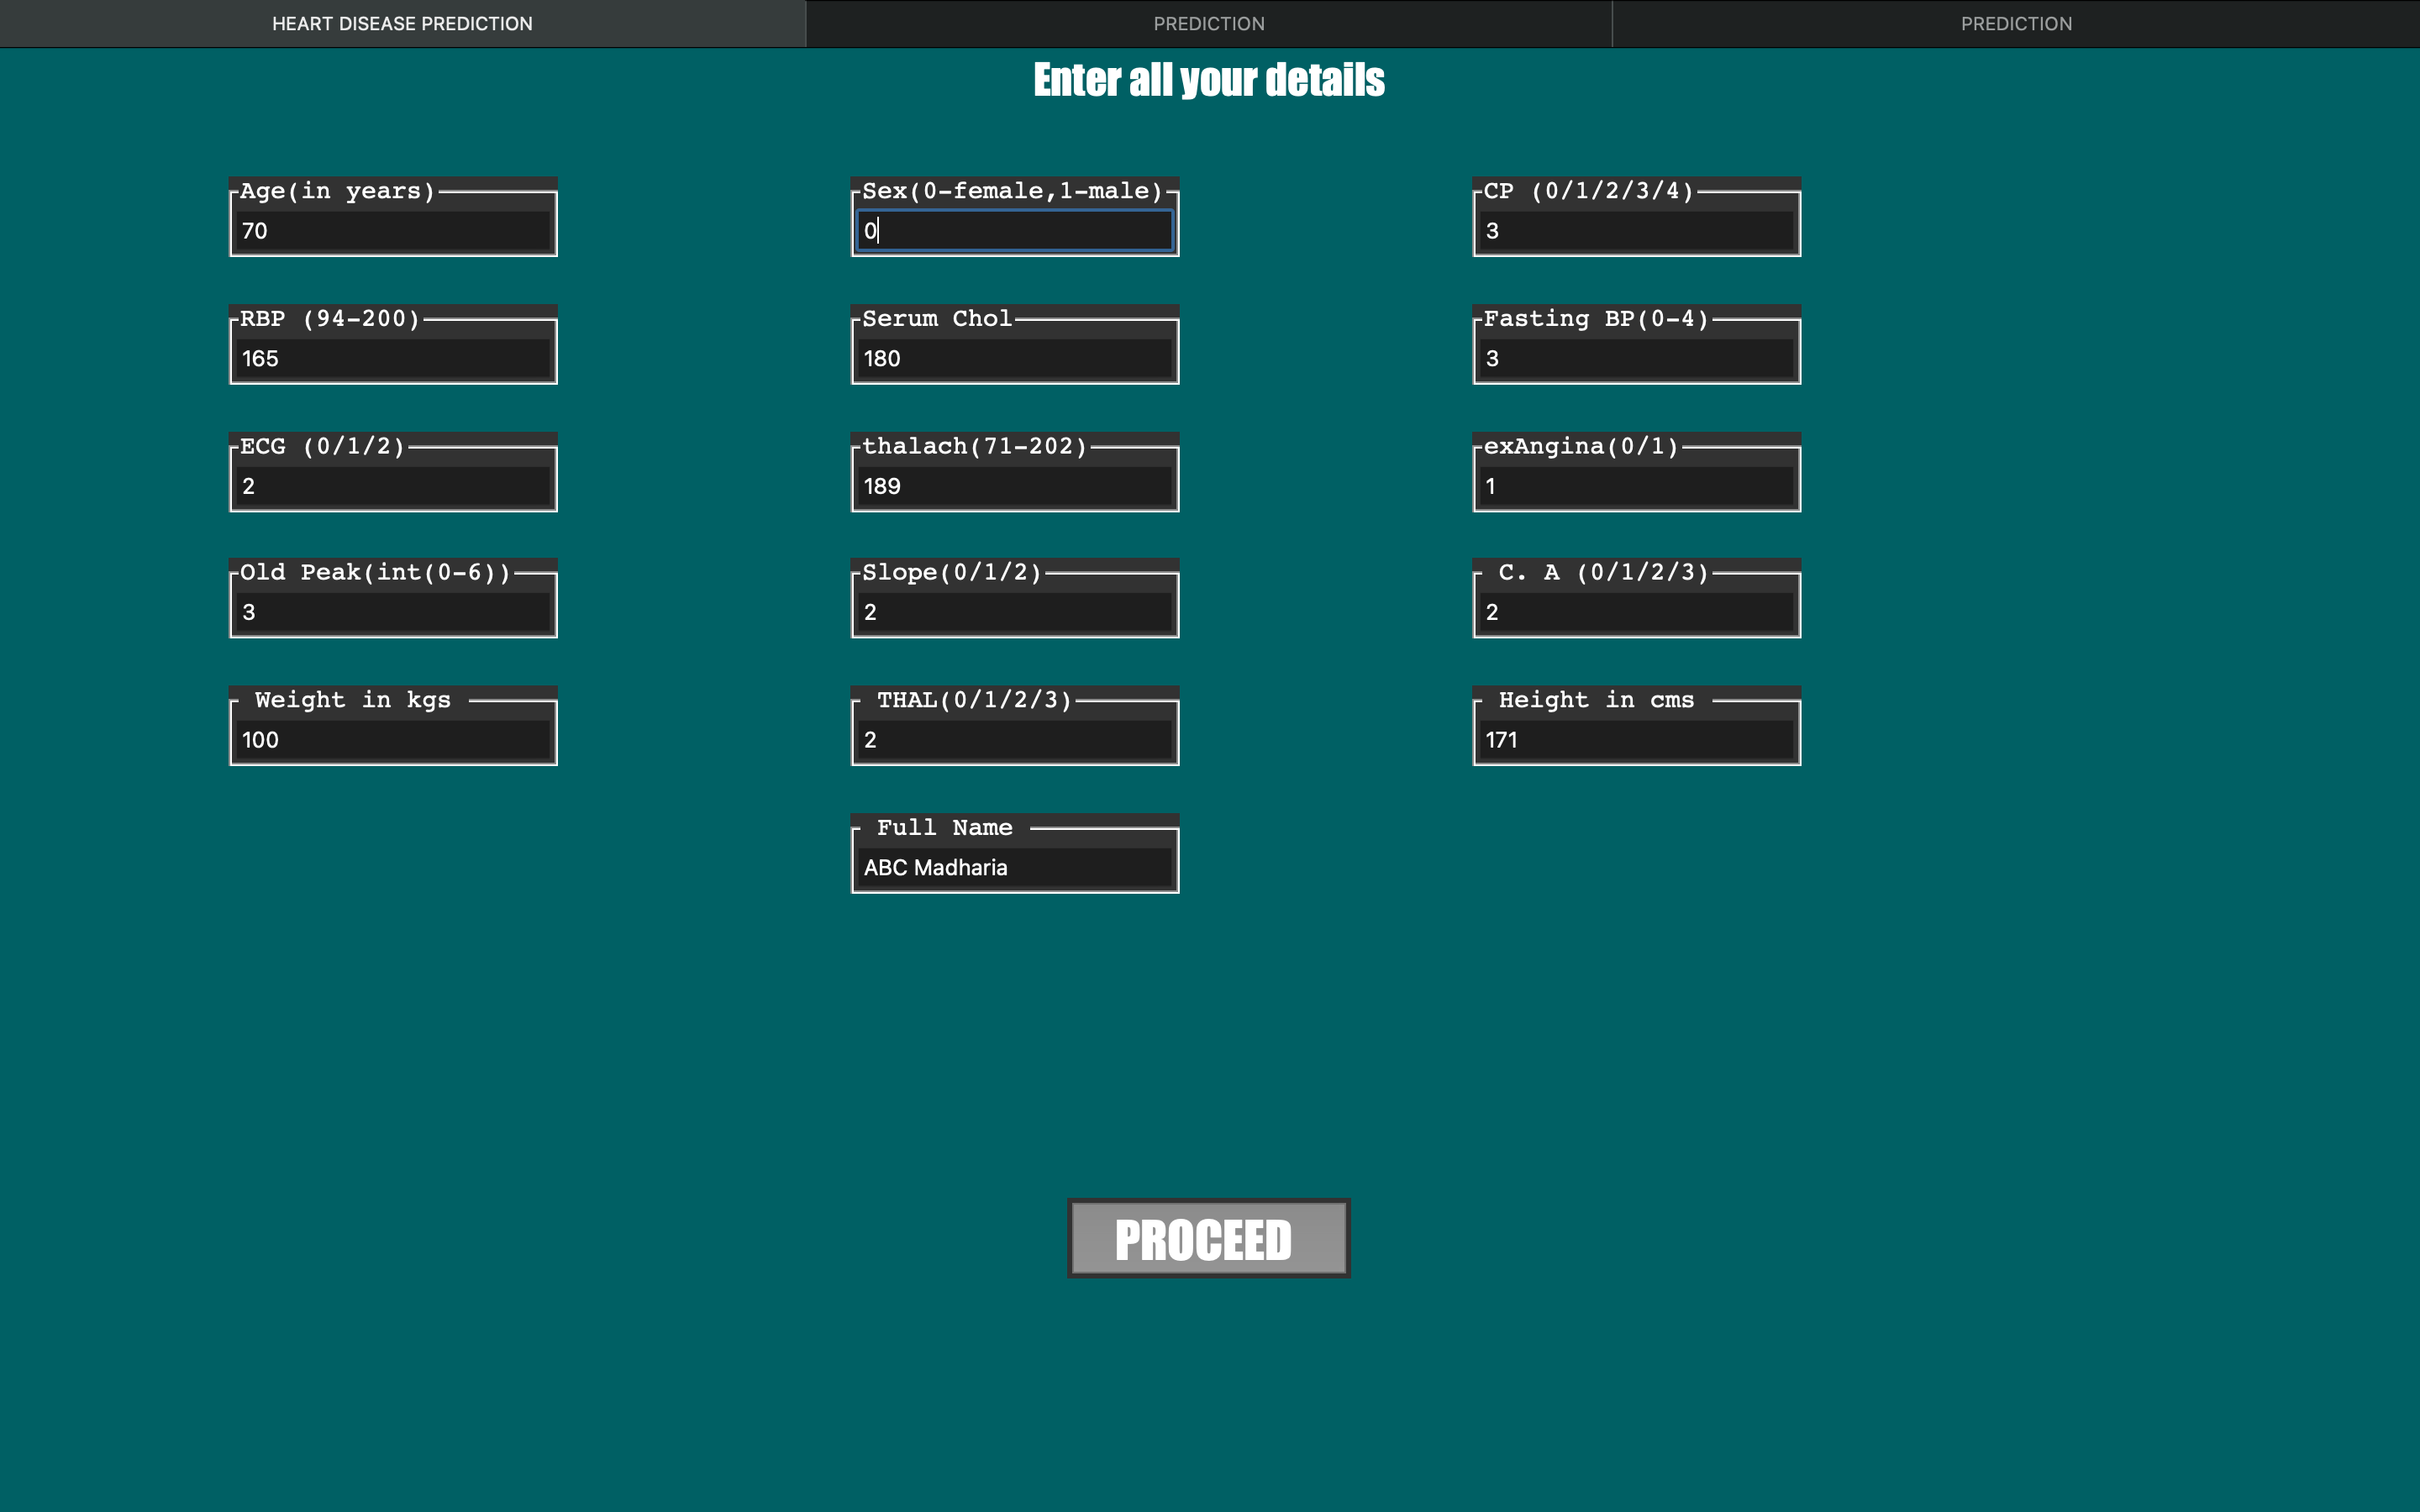 HEART DISEASE PREDICTION
PREDICTION
PREDICTION
Enter all your details
Age(in years)
70
Sex(0-female,1-male)
0
CP (0/1/2/3/4)
3
RBP (94-200)
165
Serum Chol
180
Fasting BP(0-4)
3
ECG (0/1/2)
2
thalach(71-202)
189
exAngina(0/1)
1
Old Peak(int(0-6))
3
Slope(0/1/2)
2
C. A (0/1/2/3)
2
Weight in kgs
100
THAL(0/1/2/3)
2
Height in cms
171
Full Name
ABC Madharia
PROCEED